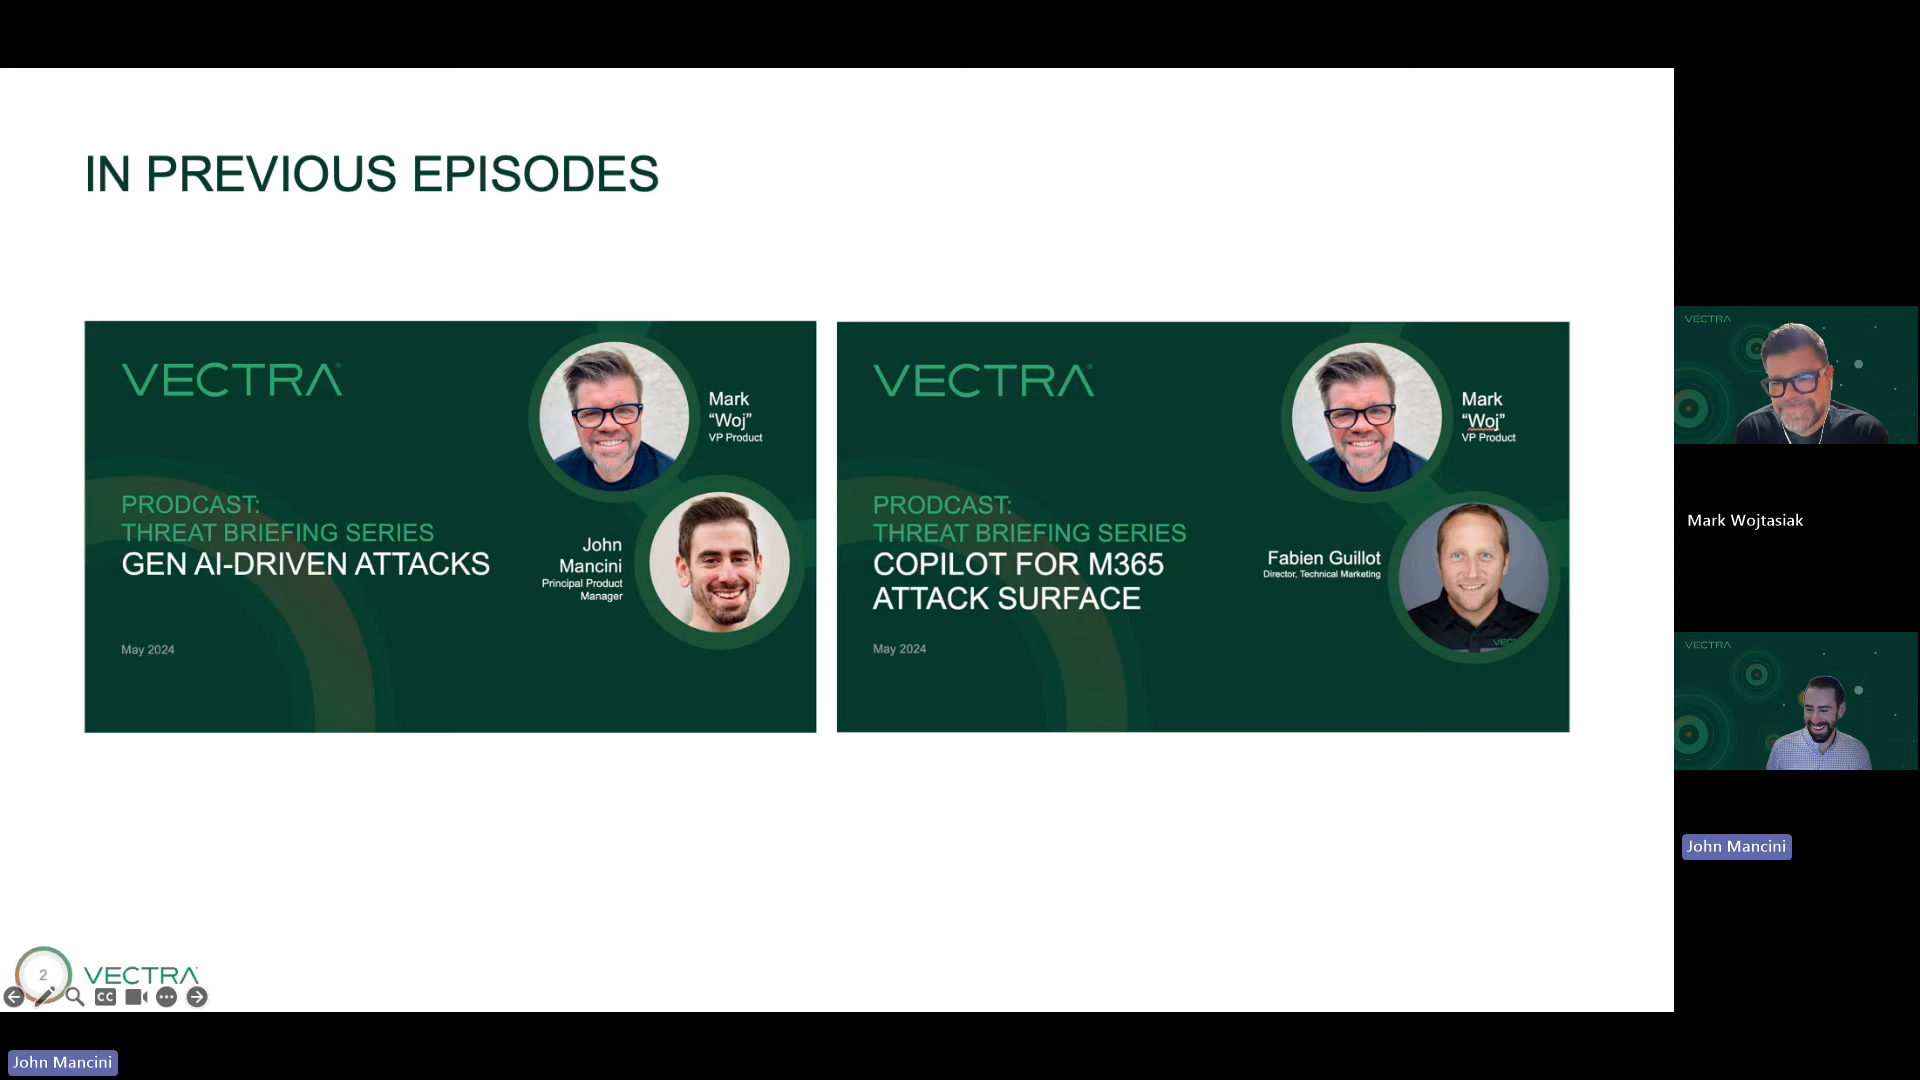 IN PREVIOUS EPISODES
VECTRA
Mark
“Woj”
VP Product
PRODCAST:
THREAT BRIEFING SERIES
GEN AI-DRIVEN ATTACKS
John
Mancini
Principal Product
Manager
May 2024
VECTRA
Mark
“Woj”
VP Product
PRODCAST:
THREAT BRIEFING SERIES
COPILOT FOR M365
ATTACK SURFACE
Fabien Guillot
Director, Technical Marketing
May 2024
VECTRA
Mark Wojtasiak
VECTRA
John Mancini
2
VECTRA
CC
John Mancini